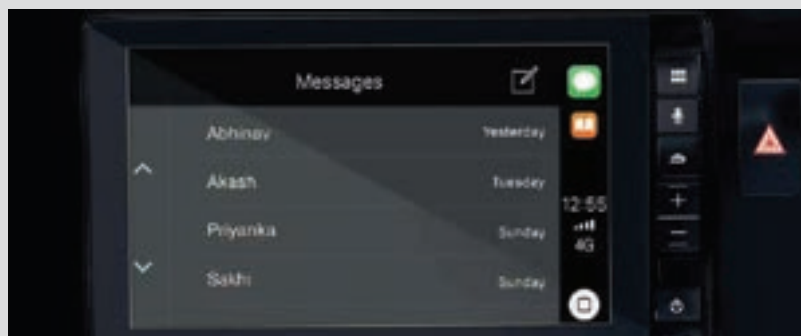 Messages
Abhinav Yesterday
Akash Tuesday
Priyanka Sunday
Sakhi Sunday
12:55
4G